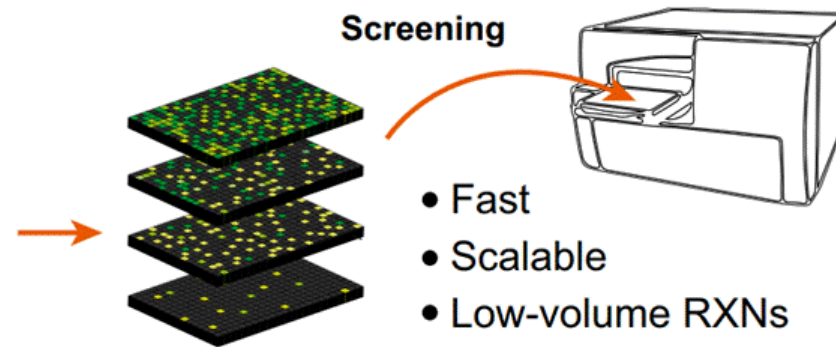 Screening
• Fast
• Scalable
• Low-volume RXNs